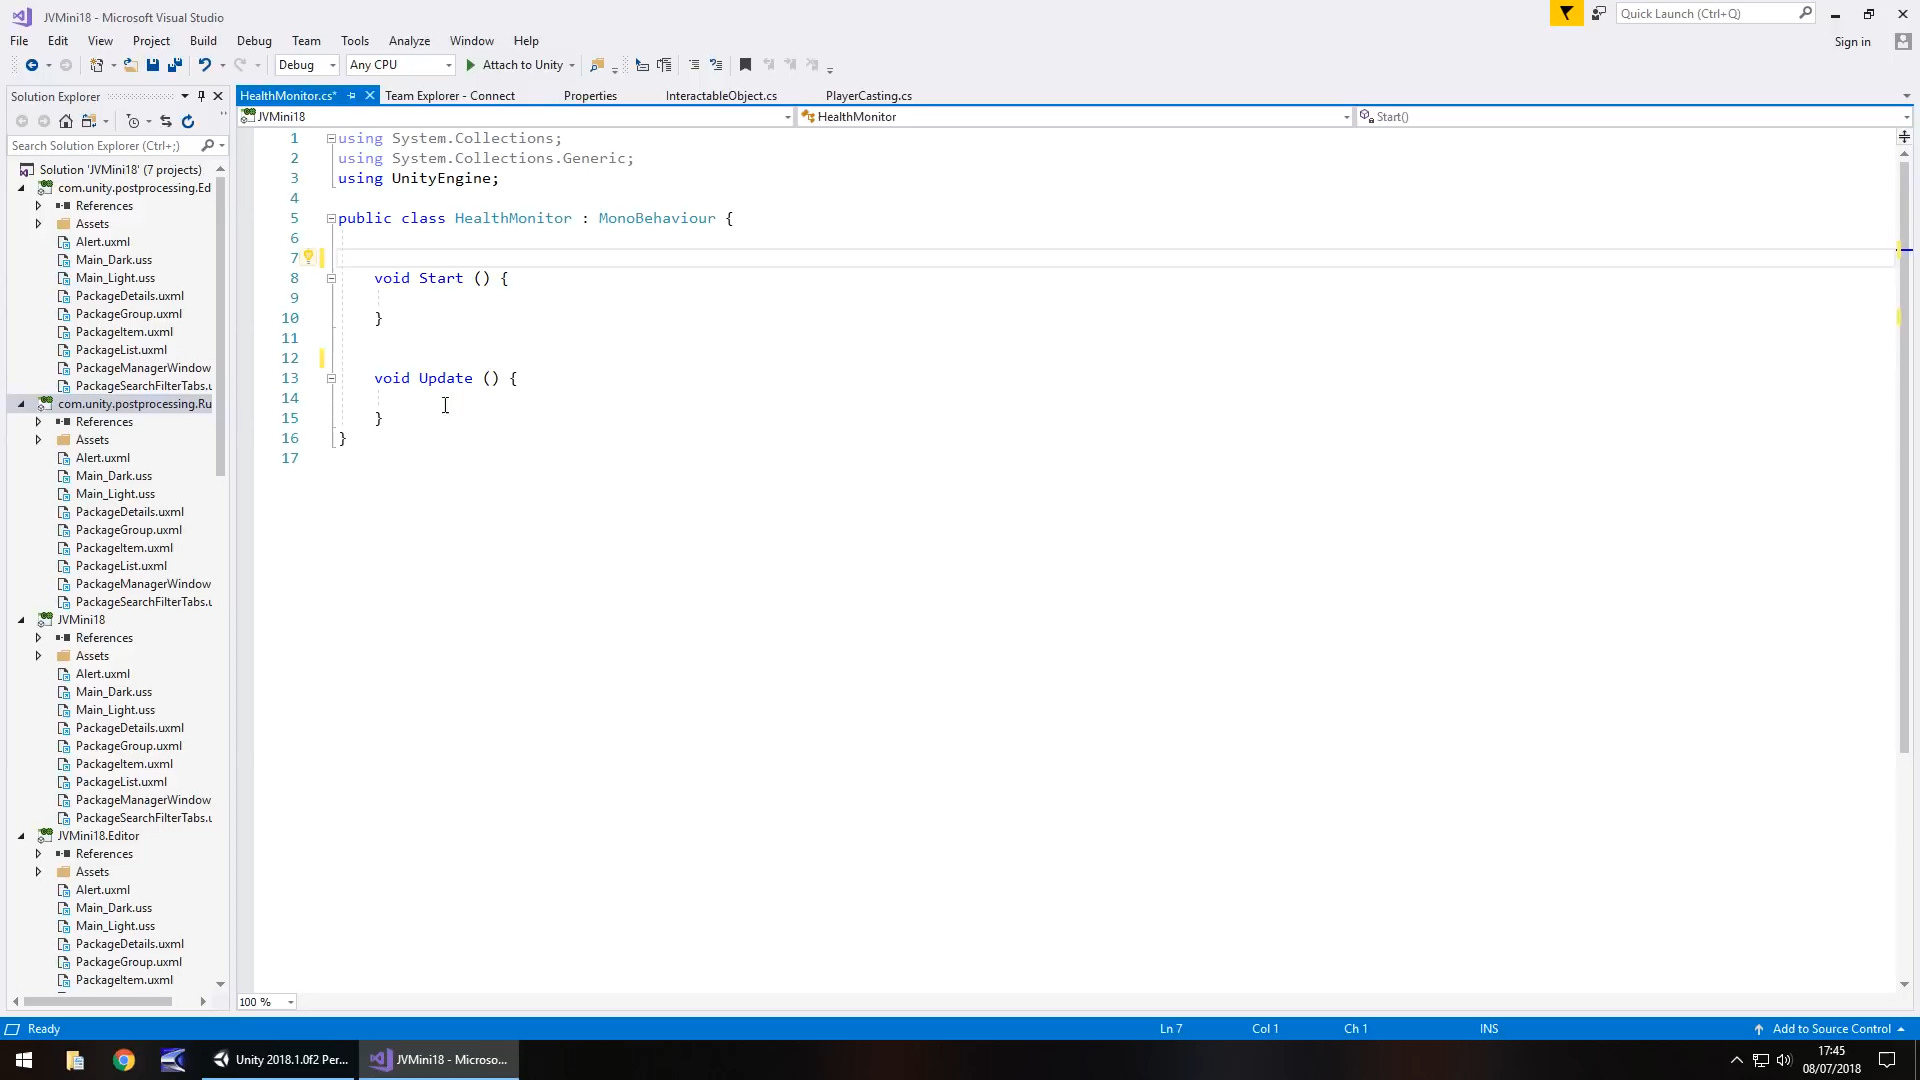 JVMini18 - Microsoft Visual Studio
Quick Launch (Ctrl+Q)
File Edit View Project Build Debug Team Tools Analyze Window Help
Sign in
Debug Any CPU Attach to Unity
Solution Explorer
HealthMonitor.cs* Team Explorer - Connect Properties InteractableObject.cs PlayerCasting.cs
JVMini18 HealthMonitor Start()
Search Solution Explorer (Ctrl+;)
Solution 'JVMini18' (7 projects)
com.unity.postprocessing.Ed
References
Assets
Alert.uxml
Main_Dark.uss
Main_Light.uss
PackageDetails.uxml
PackageGroup.uxml
PackageItem.uxml
PackageList.uxml
PackageManagerWindow
PackageSearchFilterTabs.u
com.unity.postprocessing.Ru
References
Assets
Alert.uxml
Main_Dark.uss
Main_Light.uss
PackageDetails.uxml
PackageGroup.uxml
PackageItem.uxml
PackageList.uxml
PackageManagerWindow
PackageSearchFilterTabs.u
JVMini18
References
Assets
Alert.uxml
Main_Dark.uss
Main_Light.uss
PackageDetails.uxml
PackageGroup.uxml
PackageItem.uxml
PackageList.uxml
PackageManagerWindow
PackageSearchFilterTabs.u
JVMini18.Editor
References
Assets
Alert.uxml
Main_Dark.uss
Main_Light.uss
PackageDetails.uxml
PackageGroup.uxml
PackageItem.uxml
1 using System.Collections;
2 using System.Collections.Generic;
3 using UnityEngine;
4
5 public class HealthMonitor : MonoBehaviour {
6
7
8 void Start () {
9
10 }
11
12
13 void Update () {
14
15 }
16 }
17
100 %
Ready Ln 7 Col 1 Ch 1 INS Add to Source Control
Unity 2018.1.0f2 Per... JVMini18 - Microso...
17:45
08/07/2018